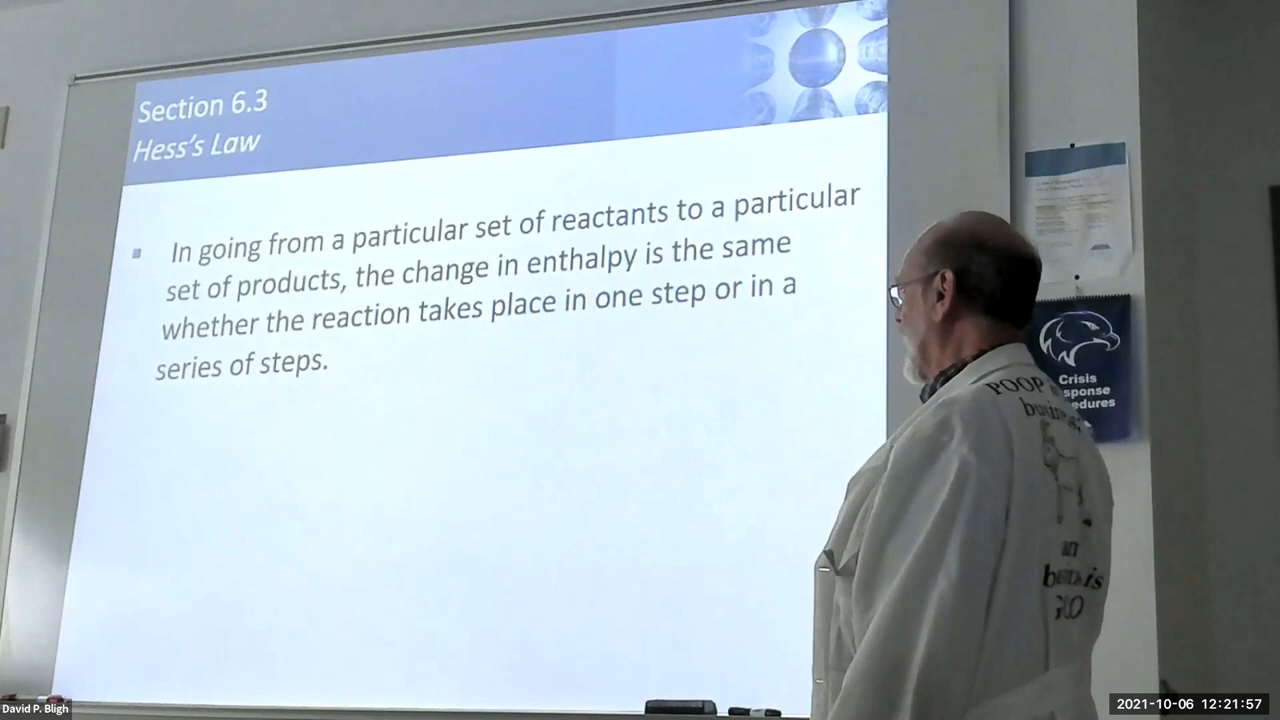 Section 6.3
Hess's Law
In going from a particular set of reactants to a particular
set of products, the change in enthalpy is the same
whether the reaction takes place in one step or in a
series of steps.
Crisis
POOP
is
David P. Bligh
2021-10-06 12:21:57